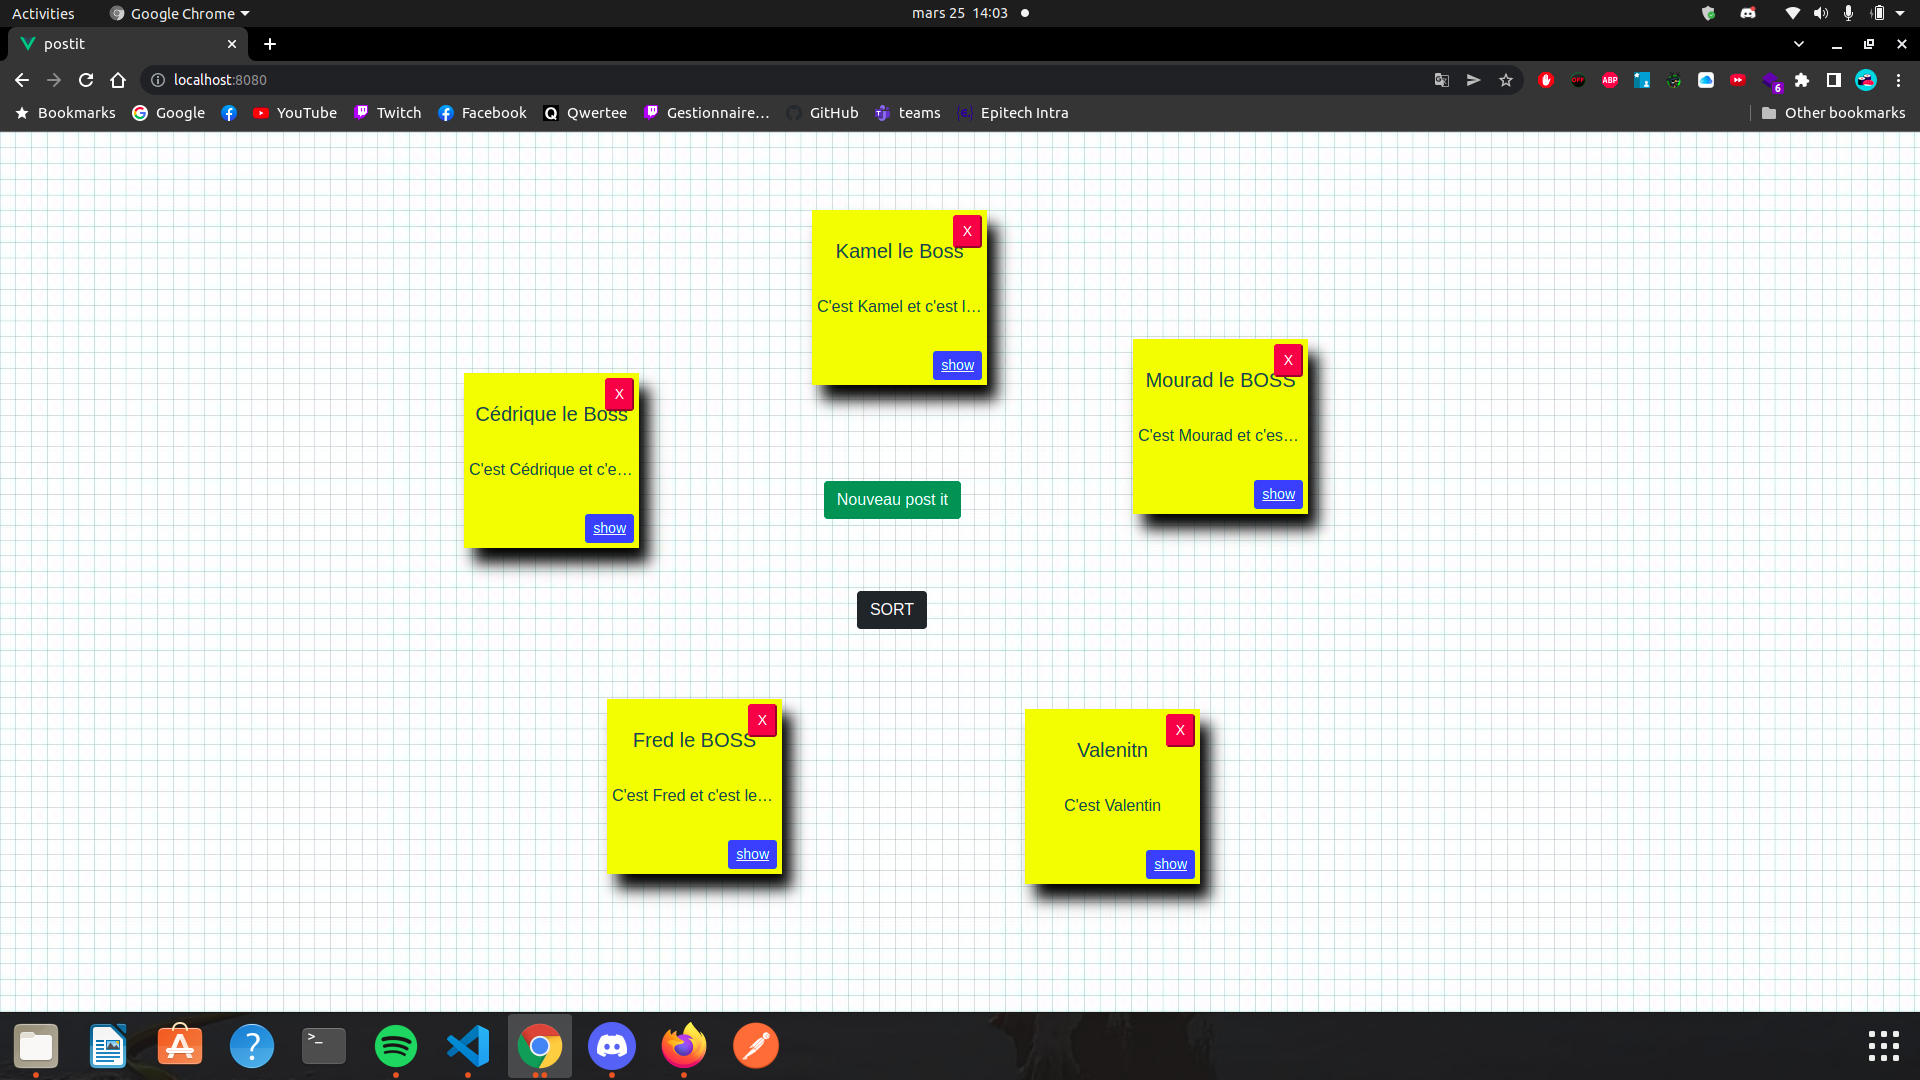 Activities
Google Chrome
mars 25 14:03
postit
localhost:8080
ABP
6
Bookmarks
Google
YouTube
Twitch
Facebook
Qwertee
Gestionnaire...
GitHub
teams
Epitech Intra
Other bookmarks
X
Kamel le Boss
C'est Kamel et c'est l...
show
X
Mourad le BOSS
C'est Mourad et c'es...
show
X
Cédrique le Boss
C'est Cédrique et c'e...
show
Nouveau post it
SORT
X
Fred le BOSS
C'est Fred et c'est le...
show
X
Valenitn
C'est Valentin
show